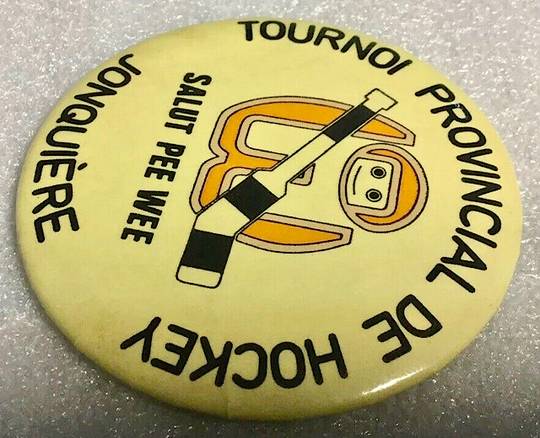 TOURNOI PROVINCIAL DE HOCKEY
JONQUIÈRE
SALUT PEE WEE